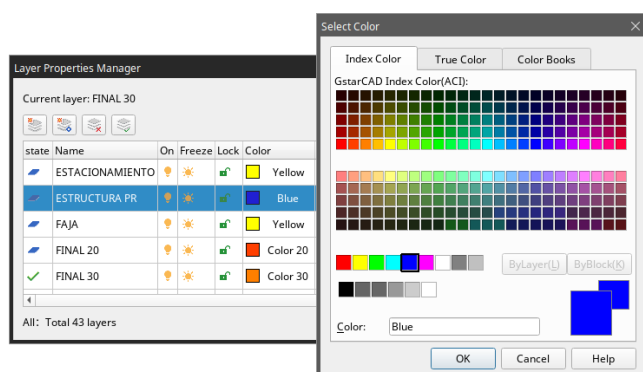 Layer Properties Manager
Current layer: FINAL 30
state Name On Freeze Lock Color
ESTACIONAMIENTO Yellow
ESTRUCTURA PR Blue
FAJA Yellow
FINAL 20 Color 20
FINAL 30 Color 30
All: Total 43 layers
Select Color
Index Color True Color Color Books
GstarCAD Index Color(ACI):
ByLayer(L) ByBlock(K)
Color: Blue
OK Cancel Help